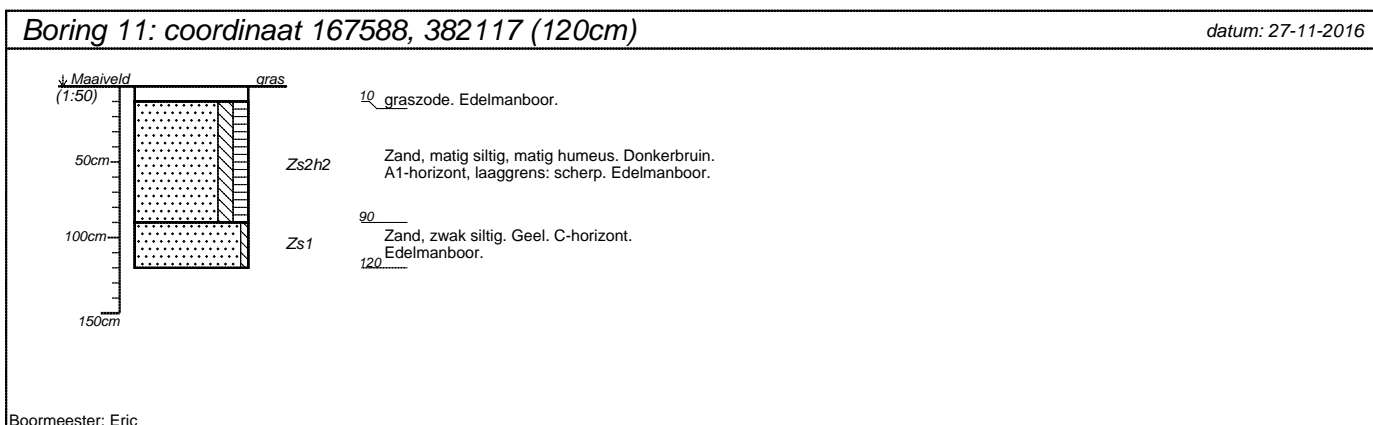 Boring 11: coordinaat 167588, 382117 (120cm)
datum: 27-11-2016
Maaiveld
gras
(1:50)
10
graszode. Edelmanboor.
50cm
Zs2h2
Zand, matig siltig, matig humeus. Donkerbruin.
A1-horizont, laaggrens: scherp. Edelmanboor.
90
100cm
Zs1
Zand, zwak siltig. Geel. C-horizont.
Edelmanboor.
120
150cm
Boormeester: Eric